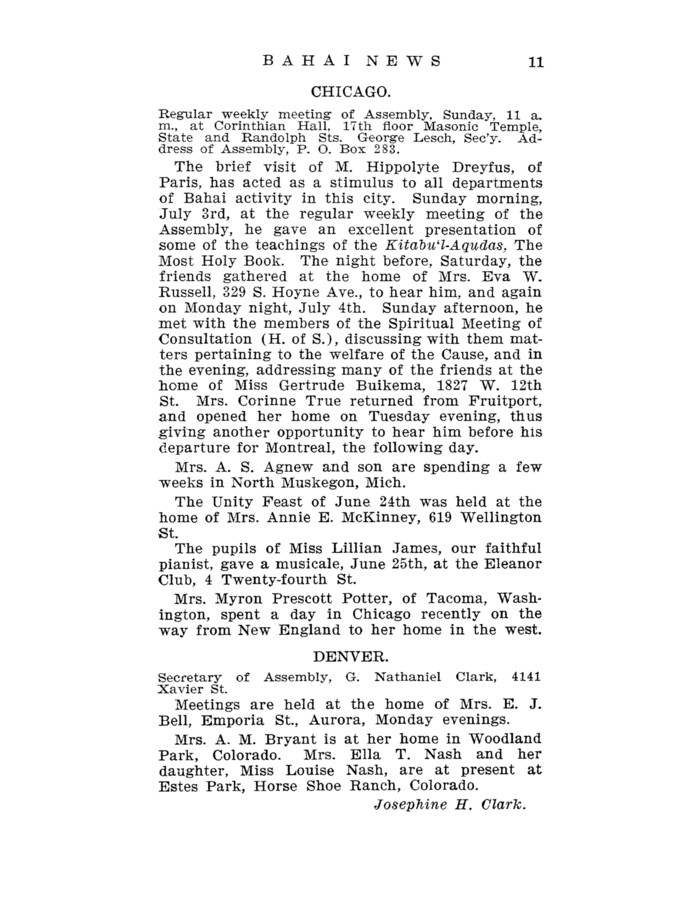 BAHAI NEWS 11
CHICAGO.
Regular weekly meeting of Assembly, Sunday, 11 a.
m., at Corinthian Hall, 17th floor Masonic Temple,
State and Randolph Sts. George Lesch, Sec'y. Ad-
dress of Assembly, P. O. Box 283.
The brief visit of M. Hippolyte Dreyfus, of
Paris, has acted as a stimulus to all departments
of Bahai activity in this city. Sunday morning,
July 3rd, at the regular weekly meeting of the
Assembly, he gave an excellent presentation of
some of the teachings of the Kitabu'l-Aqudas, The
Most Holy Book. The night before, Saturday, the
friends gathered at the home of Mrs. Eva W.
Russell, 329 S. Hoyne Ave., to hear him, and again
on Monday night, July 4th. Sunday afternoon, he
met with the members of the Spiritual Meeting of
Consultation (H. of S.), discussing with them mat-
ters pertaining to the welfare of the Cause, and in
the evening, addressing many of the friends at the
home of Miss Gertrude Buikema, 1827 W. 12th
St. Mrs. Corinne True returned from Fruitport,
and opened her home on Tuesday evening, thus
giving another opportunity to hear him before his
departure for Montreal, the following day.
Mrs. A. S. Agnew and son are spending a few
weeks in North Muskegon, Mich.
The Unity Feast of June 24th was held at the
home of Mrs. Annie E. McKinney, 619 Wellington
St.
The pupils of Miss Lillian James, our faithful
pianist, gave a musicale, June 25th, at the Eleanor
Club, 4 Twenty-fourth St.
Mrs. Myron Prescott Potter, of Tacoma, Wash-
ington, spent a day in Chicago recently on the
way from New England to her home in the west.
DENVER.
Secretary of Assembly, G. Nathaniel Clark, 4141
Xavier St.
Meetings are held at the home of Mrs. E. J.
Bell, Emporia St., Aurora, Monday evenings.
Mrs. A. M. Bryant is at her home in Woodland
Park, Colorado. Mrs. Ella T. Nash and her
daughter, Miss Louise Nash, are at present at
Estes Park, Horse Shoe Ranch, Colorado.
Josephine H. Clark.